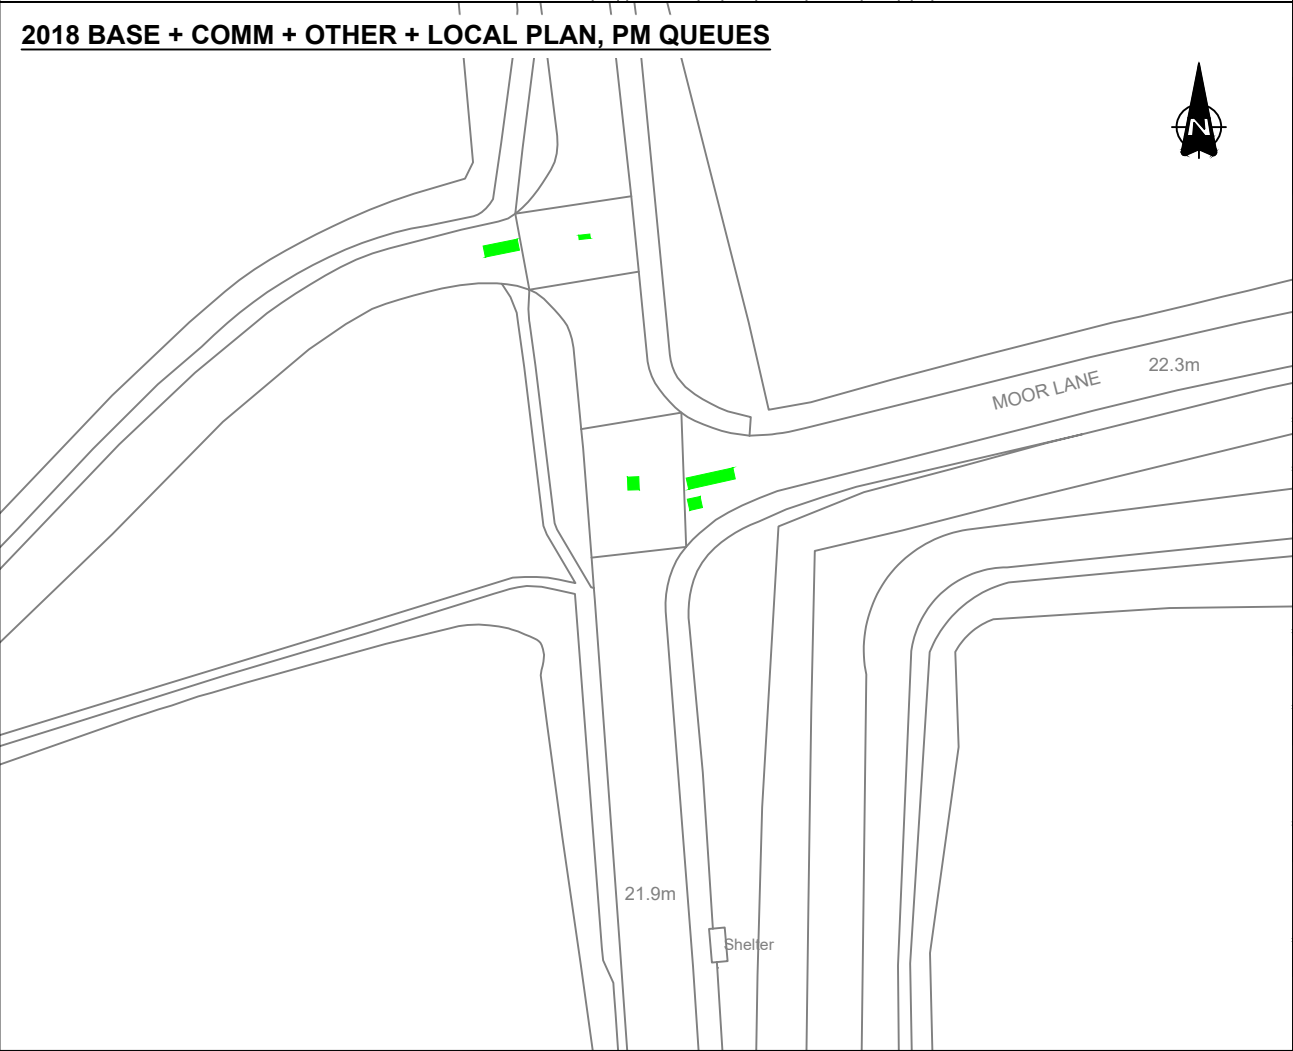 2018 BASE + COMM + OTHER + LOCAL PLAN, PM QUEUES
N
22.3m
MOOR LANE
21.9m
Shelter